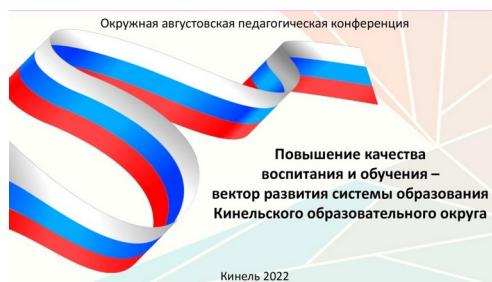 Окружная августовская педагогическая конференция
Повышение качества
воспитания и обучения –
вектор развития системы образования
Кинельского образовательного округа
Кинель 2022